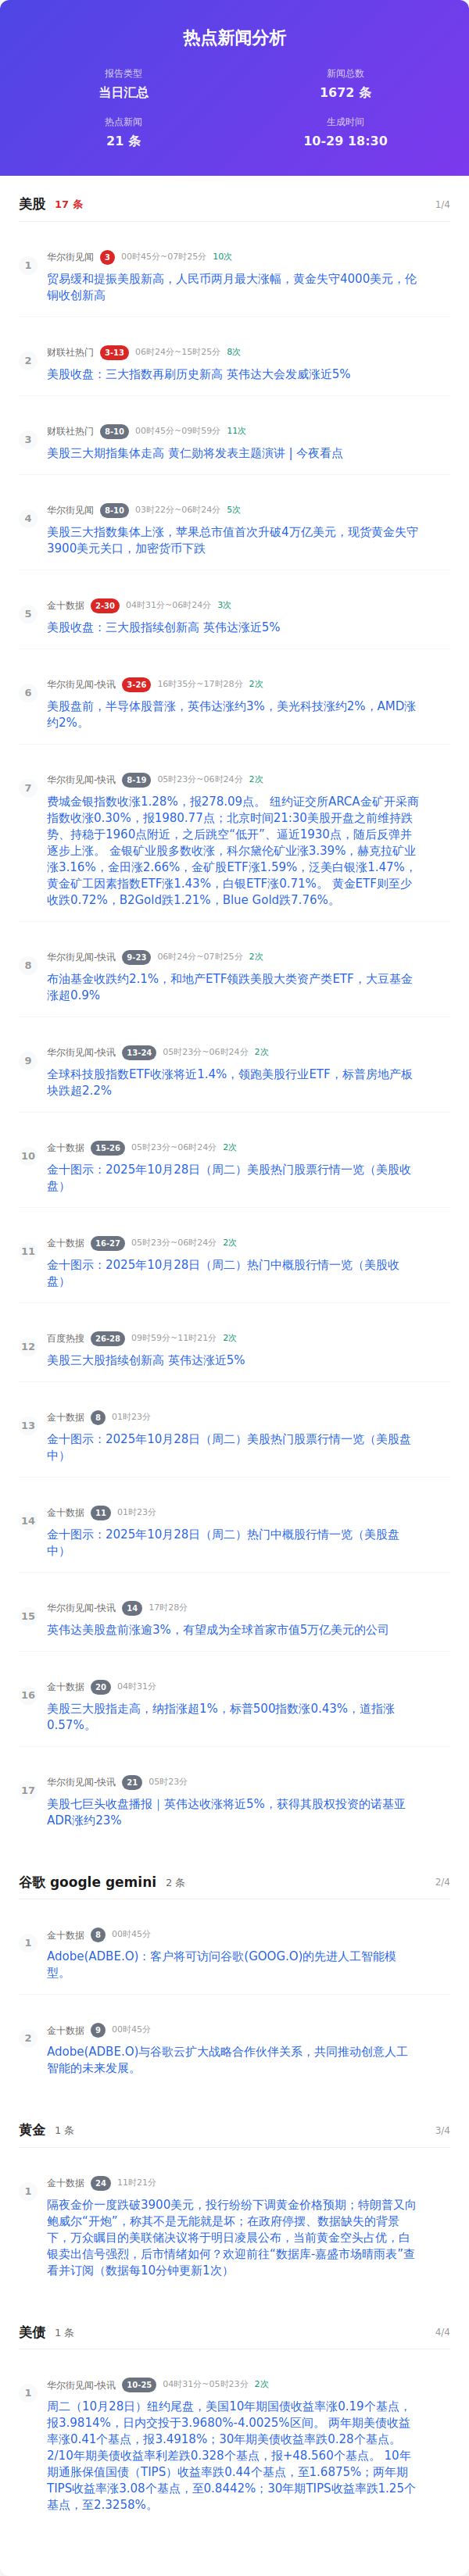 热点新闻分析
报告类型
当日汇总
新闻总数
1672 条
热点新闻
21 条
生成时间
10-29 18:30
美股 17 条 1/4
1
华尔街见闻 3 00时45分~07时25分 10次
贸易缓和提振美股新高，人民币两月最大涨幅，黄金失守4000美元，伦
铜收创新高
2
财联社热门 3-13 06时24分~15时25分 8次
美股收盘：三大指数再刷历史新高 英伟达大会发威涨近5%
3
财联社热门 8-10 00时45分~09时59分 11次
美股三大期指集体走高 黄仁勋将发表主题演讲 | 今夜看点
4
华尔街见闻 8-10 03时22分~06时24分 5次
美股三大指数集体上涨，苹果总市值首次升破4万亿美元，现货黄金失守
3900美元关口，加密货币下跌
5
金十数据 2-30 04时31分~06时24分 3次
美股收盘：三大股指续创新高 英伟达涨近5%
6
华尔街见闻-快讯 3-26 16时35分~17时28分 2次
美股盘前，半导体股普涨，英伟达涨约3%，美光科技涨约2%，AMD涨
约2%。
7
华尔街见闻-快讯 8-19 05时23分~06时24分 2次
费城金银指数收涨1.28%，报278.09点。 纽约证交所ARCA金矿开采商
指数收涨0.30%，报1980.77点；北京时间21:30美股开盘之前维持跌
势、持稳于1960点附近，之后跳空“低开”、逼近1930点，随后反弹并
逐步上涨。 金银矿业股多数收涨，科尔黛伦矿业涨3.39%，赫克拉矿业
涨3.16%，金田涨2.66%，金矿股ETF涨1.59%，泛美白银涨1.47%，
黄金矿工因素指数ETF涨1.43%，白银ETF涨0.71%。 黄金ETF则至少
收跌0.72%，B2Gold跌1.21%，Blue Gold跌7.76%。
8
华尔街见闻-快讯 9-23 06时24分~07时25分 2次
布油基金收跌约2.1%，和地产ETF领跌美股大类资产类ETF，大豆基金
涨超0.9%
9
华尔街见闻-快讯 13-24 05时23分~06时24分 2次
全球科技股指数ETF收涨将近1.4%，领跑美股行业ETF，标普房地产板
块跌超2.2%
10
金十数据 15-26 05时23分~06时24分 2次
金十图示：2025年10月28日（周二）美股热门股票行情一览（美股收
盘）
11
金十数据 16-27 05时23分~06时24分 2次
金十图示：2025年10月28日（周二）热门中概股行情一览（美股收
盘）
12
百度热搜 26-28 09时59分~11时21分 2次
美股三大股指续创新高 英伟达涨近5%
13
金十数据 8 01时23分
金十图示：2025年10月28日（周二）美股热门股票行情一览（美股盘
中）
14
金十数据 11 01时23分
金十图示：2025年10月28日（周二）热门中概股行情一览（美股盘
中）
15
华尔街见闻-快讯 14 17时28分
英伟达美股盘前涨逾3%，有望成为全球首家市值5万亿美元的公司
16
金十数据 20 04时31分
美股三大股指走高，纳指涨超1%，标普500指数涨0.43%，道指涨
0.57%。
17
华尔街见闻-快讯 21 05时23分
美股七巨头收盘播报｜英伟达收涨将近5%，获得其股权投资的诺基亚
ADR涨约23%
谷歌 google gemini 2 条 2/4
1
金十数据 8 00时45分
Adobe(ADBE.O)：客户将可访问谷歌(GOOG.O)的先进人工智能模
型。
2
金十数据 9 00时45分
Adobe(ADBE.O)与谷歌云扩大战略合作伙伴关系，共同推动创意人工
智能的未来发展。
黄金 1 条 3/4
1
金十数据 24 11时21分
隔夜金价一度跌破3900美元，投行纷纷下调黄金价格预期；特朗普又向
鲍威尔“开炮”，称其不是无能就是坏；在政府停摆、数据缺失的背景
下，万众瞩目的美联储决议将于明日凌晨公布，当前黄金空头占优，白
银卖出信号强烈，后市情绪如何？欢迎前往“数据库-嘉盛市场晴雨表”查
看并订阅（数据每10分钟更新1次）
美债 1 条 4/4
1
华尔街见闻-快讯 10-25 04时31分~05时23分 2次
周二（10月28日）纽约尾盘，美国10年期国债收益率涨0.19个基点，
报3.9814%，日内交投于3.9680%-4.0025%区间。 两年期美债收益
率涨0.41个基点，报3.4918%；30年期美债收益率跌0.28个基点。
2/10年期美债收益率利差跌0.328个基点，报+48.560个基点。 10年
期通胀保值国债（TIPS）收益率跌0.44个基点，至1.6875%；两年期
TIPS收益率涨3.08个基点，至0.8442%；30年期TIPS收益率跌1.25个
基点，至2.3258%。